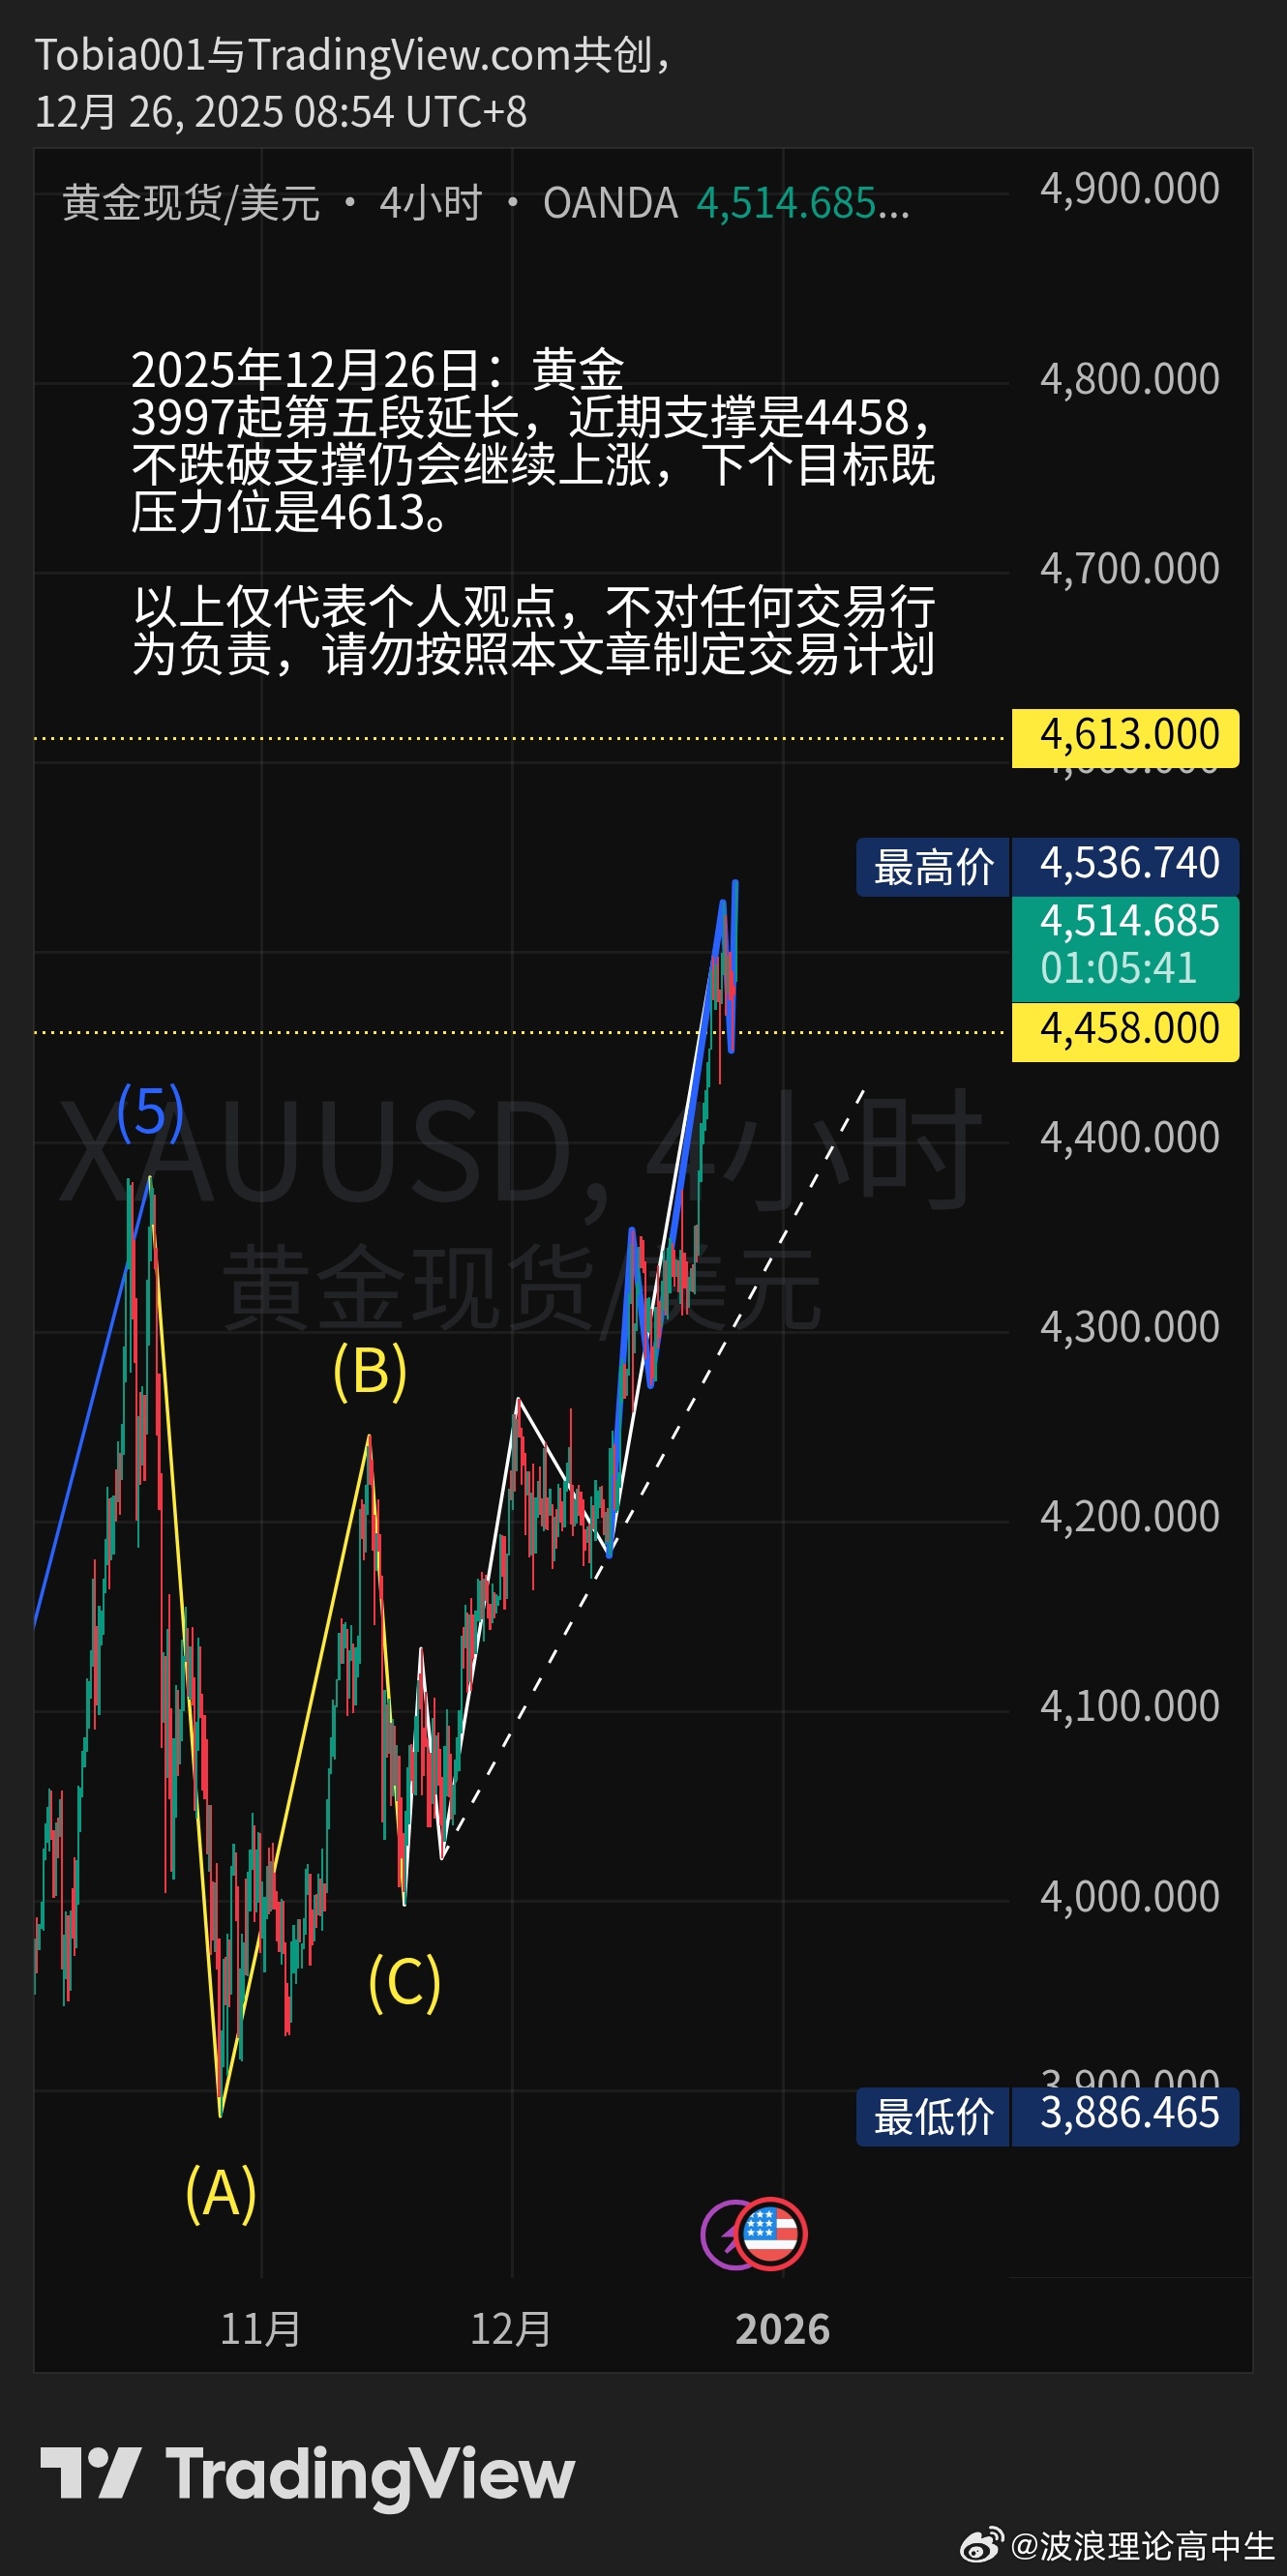 Tobia001与TradingView.com共创，
12月 26, 2025 08:54 UTC+8
黄金现货/美元 · 4小时 · OANDA 4,514.685...
4,900.000
2025年12月26日：黄金
3997起第五段延长，近期支撑是4458，
不跌破支撑仍会继续上涨，下个目标既
压力位是4613。
4,800.000
4,700.000
以上仅代表个人观点，不对任何交易行
为负责，请勿按照本文章制定交易计划
4,613.000
最高价 4,536.740
4,514.685
01:05:41
4,458.000
XAUUSD, 4小时
黄金现货/美元
(5)
4,400.000
4,300.000
(B)
4,200.000
4,100.000
4,000.000
(C)
3,900.000
最低价 3,886.465
(A)
11月 12月 2026
TradingView
@波浪理论高中生